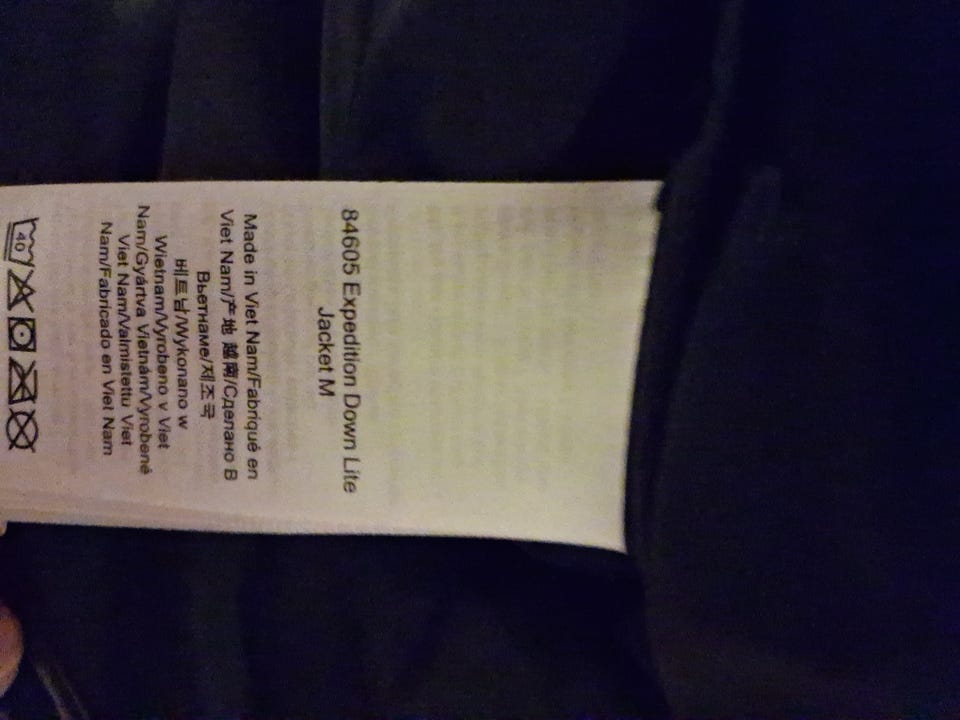 84605 Expedition Down Lite
Jacket M
Made in Viet Nam/Fabriqué en
Viet Nam/产地 越南/Сделано В
Вьетнаме/제조국
베트남/Wykonano w
Wietnam/Vyrobeno v Viet
Nam/Gyártva Vietnám/Vyrobené
Viet Nam/Valmistettu Viet
Nam/Fabricado en Viet Nam
40